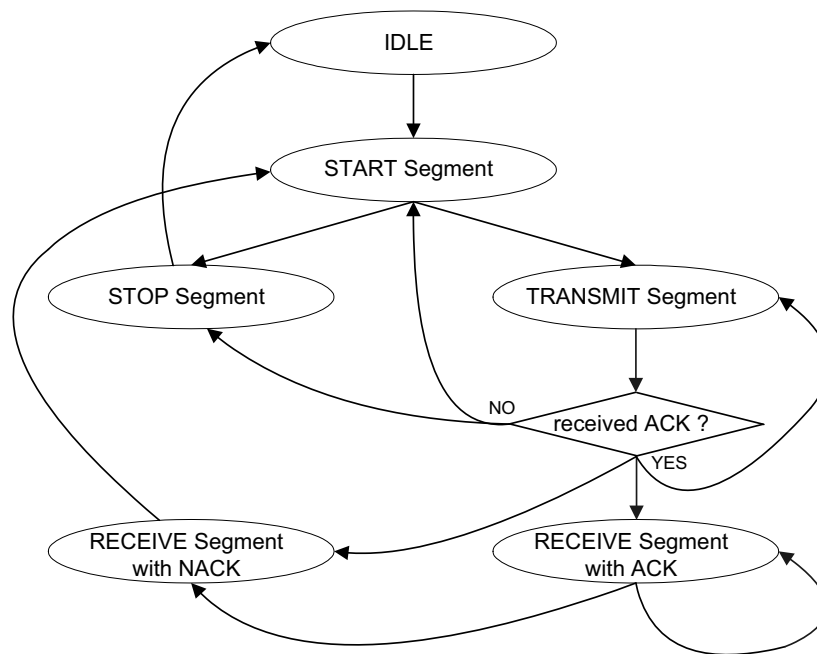 IDLE
START Segment
STOP Segment
TRANSMIT Segment
NO
received ACK ?
YES
RECEIVE Segment
with NACK
RECEIVE Segment
with ACK